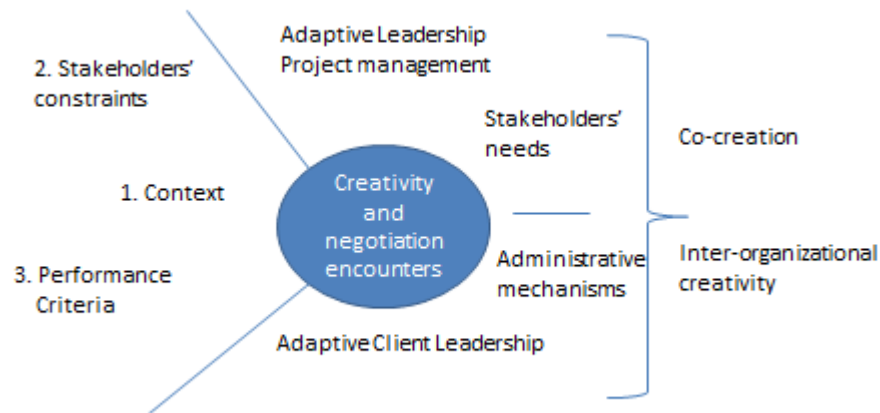 Adaptive Leadership
Project management
2. Stakeholders'
constraints
Stakeholders'
needs
Co-creation
1. Context
Creativity
and
negotiation
encounters
3. Performance
Criteria
Administrative
mechanisms
Inter-organizational
creativity
Adaptive Client Leadership